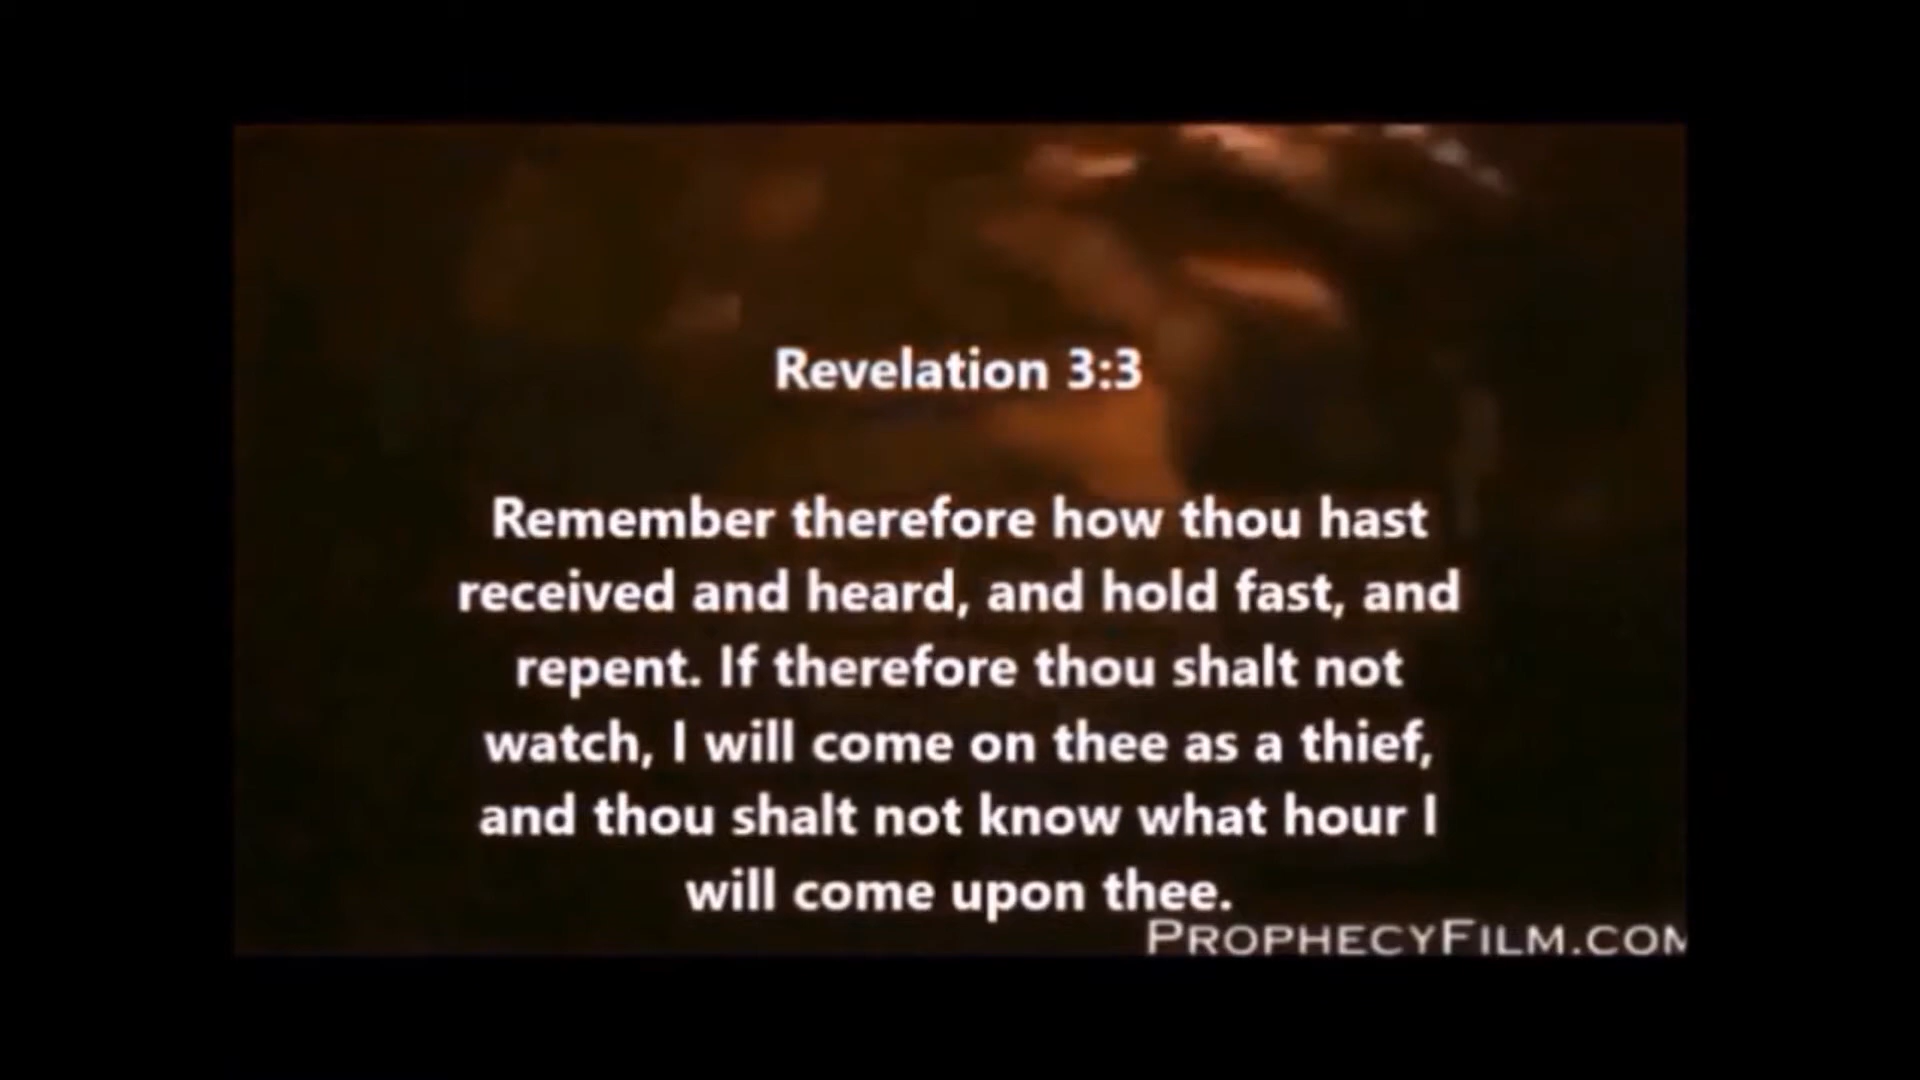 Revelation 3:3
Remember therefore how thou hast
received and heard, and hold fast, and
repent. If therefore thou shalt not
watch, I will come on thee as a thief,
and thou shalt not know what hour I
will come upon thee.
PROPHECYFILM.COM